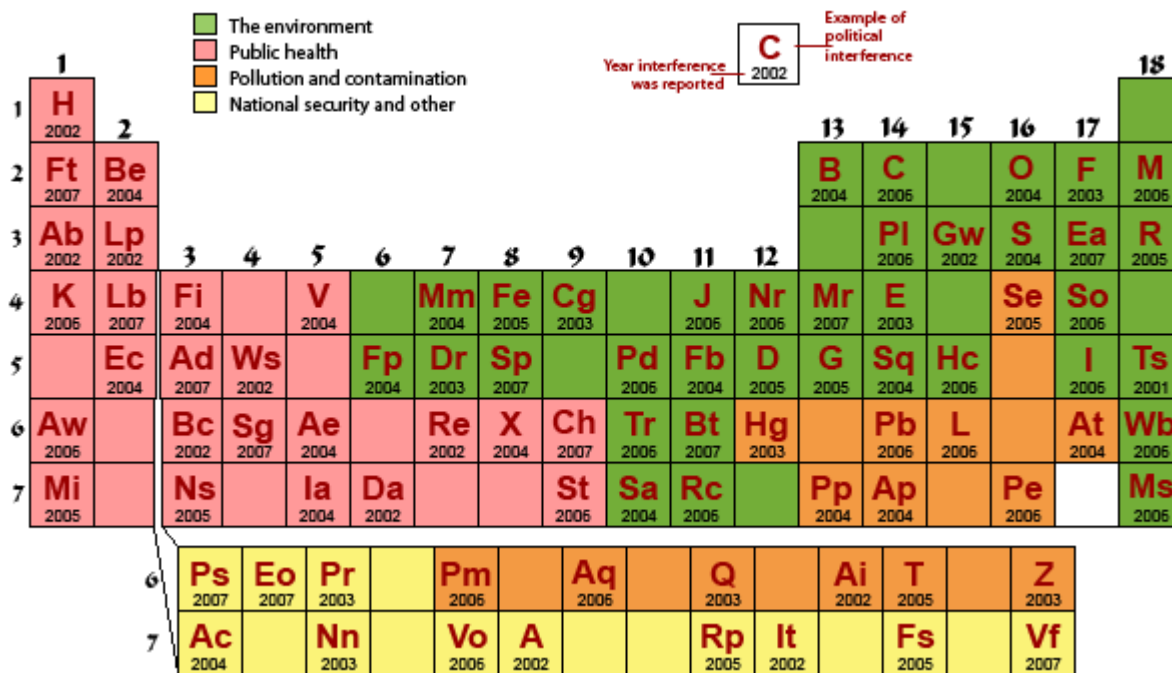 The environment
Public health
Pollution and contamination
National security and other
C
2002
Example of
political
interference
Year interference
was reported
1 18
1 H
2002
2 13 14 15 16 17
2 Ft Be B C O F M
2007 2004 2004 2006 2004 2003 2006
3 Ab Lp Pl Gw S Ea R
2002 2002 2006 2002 2004 2007 2005
3 4 5 6 7 8 9 10 11 12
4 K Lb Fi V Mm Fe Cg J Nr Mr E Se So
2006 2007 2004 2004 2004 2005 2003 2006 2006 2007 2003 2005 2006
5 Ec Ad Ws Fp Dr Sp Pd Fb D G Sq Hc I Ts
2004 2007 2002 2004 2003 2007 2006 2004 2005 2005 2004 2006 2006 2001
6 Aw Bc Sg Ae Re X Ch Tr Bt Hg Pb L At Wb
2006 2002 2007 2004 2002 2004 2007 2006 2007 2003 2006 2006 2004 2006
7 Mi Ns Ia Da St Sa Rc Pp Ap Pe Ms
2005 2005 2004 2002 2006 2004 2006 2004 2004 2006 2006
6 Ps Eo Pr Pm Aq Q Ai T Z
2007 2007 2003 2006 2006 2003 2002 2005 2003
7 Ac Nn Vo A Rp It Fs Vf
2004 2003 2006 2002 2005 2002 2005 2007